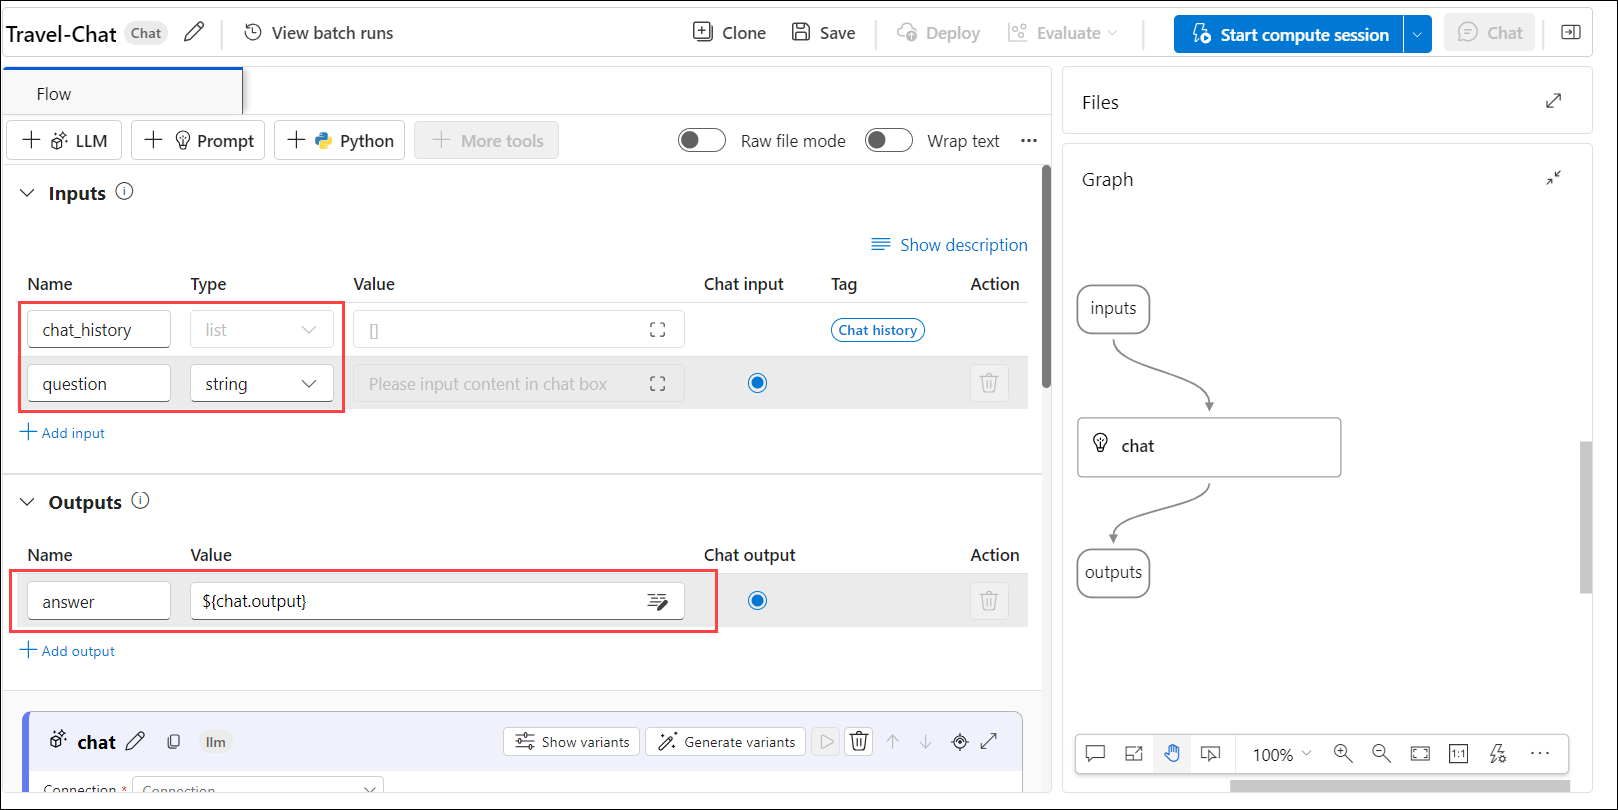 Travel-Chat Chat View batch runs Clone Save Deploy Evaluate Start compute session Chat
Flow
LLM Prompt Python More tools Raw file mode Wrap text
Inputs
Show description
Name Type Value Chat input Tag Action
chat_history list [] Chat history
question string Please input content in chat box
Add input
Outputs
Name Value Chat output Action
answer ${chat.output}
Add output
chat llm Show variants Generate variants
Connection * Connection
Files
Graph
inputs
chat
outputs
100% 1:1